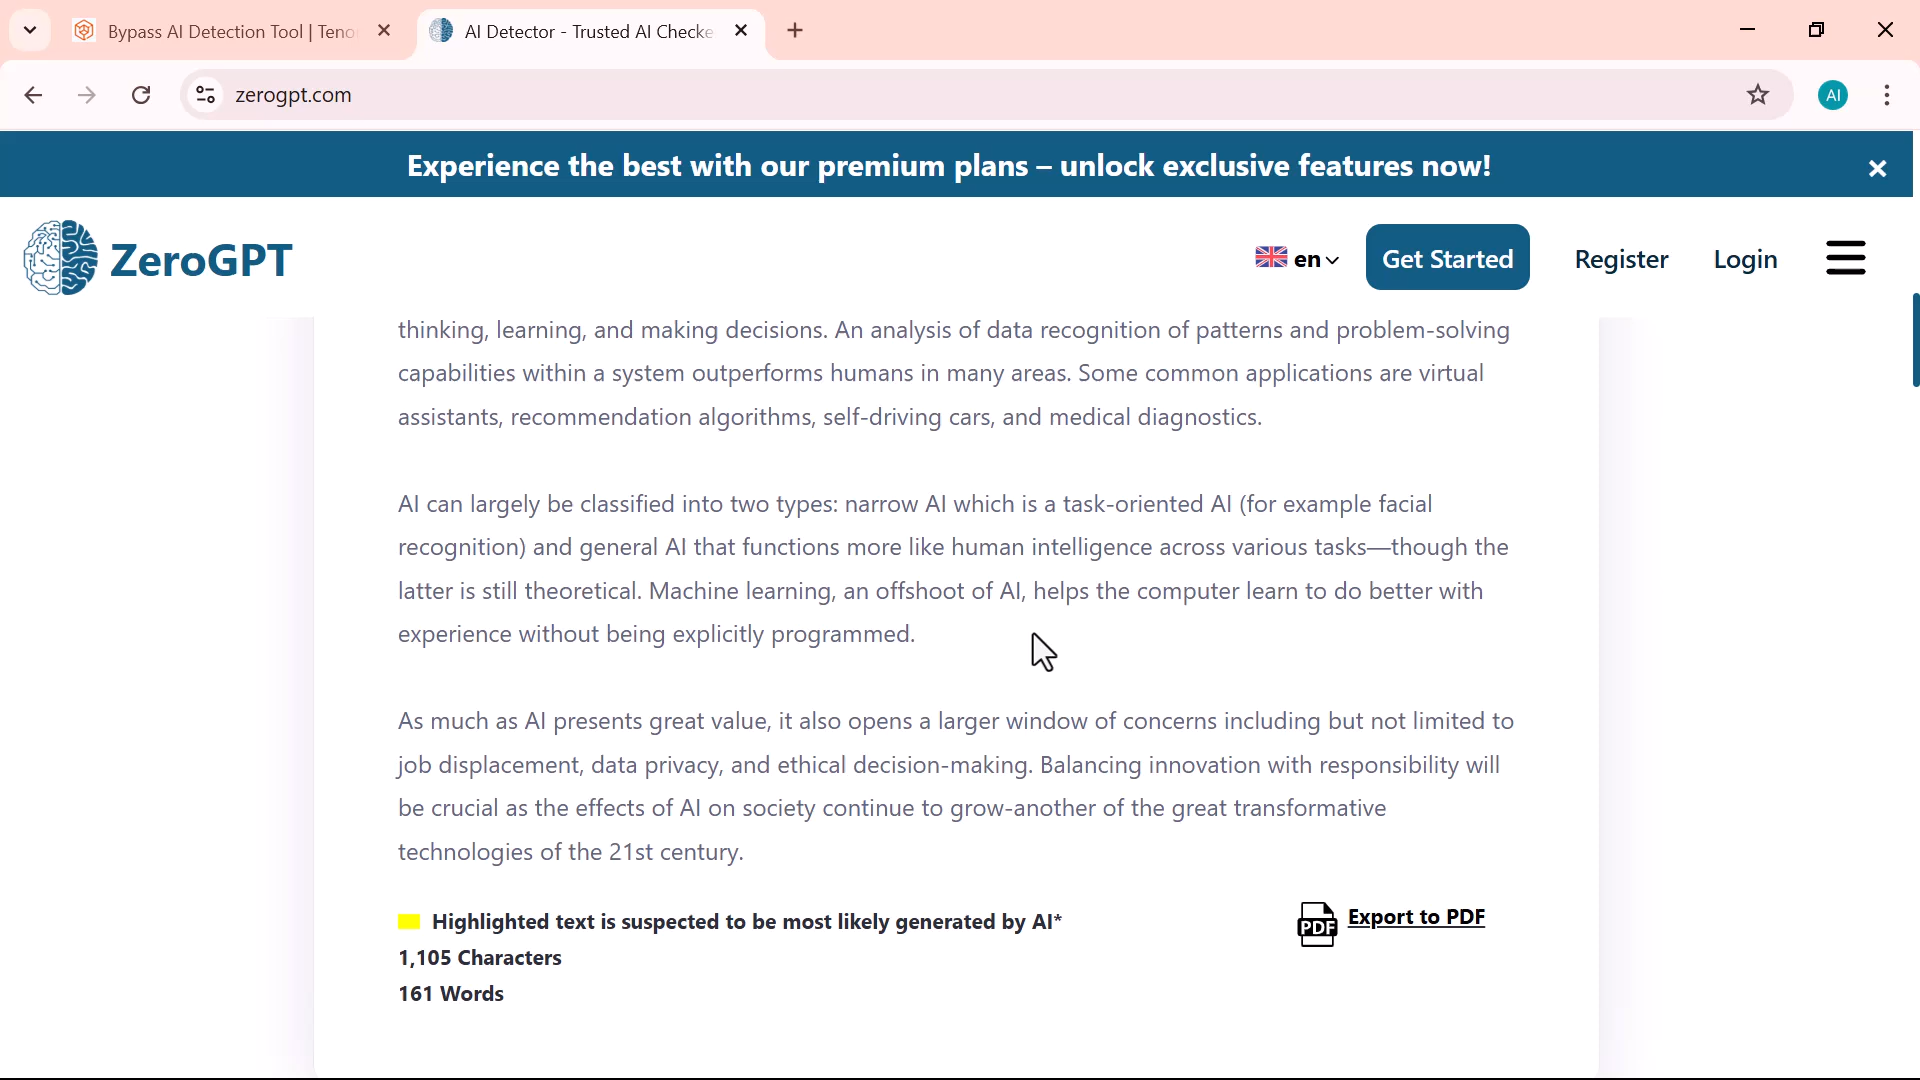 Bypass AI Detection Tool | Teno
AI Detector - Trusted AI Checke
zerogpt.com
AI
Experience the best with our premium plans – unlock exclusive features now!
ZeroGPT
en
Get Started
Register
Login
thinking, learning, and making decisions. An analysis of data recognition of patterns and problem-solving
capabilities within a system outperforms humans in many areas. Some common applications are virtual
assistants, recommendation algorithms, self-driving cars, and medical diagnostics.
AI can largely be classified into two types: narrow AI which is a task-oriented AI (for example facial
recognition) and general AI that functions more like human intelligence across various tasks—though the
latter is still theoretical. Machine learning, an offshoot of AI, helps the computer learn to do better with
experience without being explicitly programmed.
As much as AI presents great value, it also opens a larger window of concerns including but not limited to
job displacement, data privacy, and ethical decision-making. Balancing innovation with responsibility will
be crucial as the effects of AI on society continue to grow-another of the great transformative
technologies of the 21st century.
Highlighted text is suspected to be most likely generated by AI*
PDF Export to PDF
1,105 Characters
161 Words